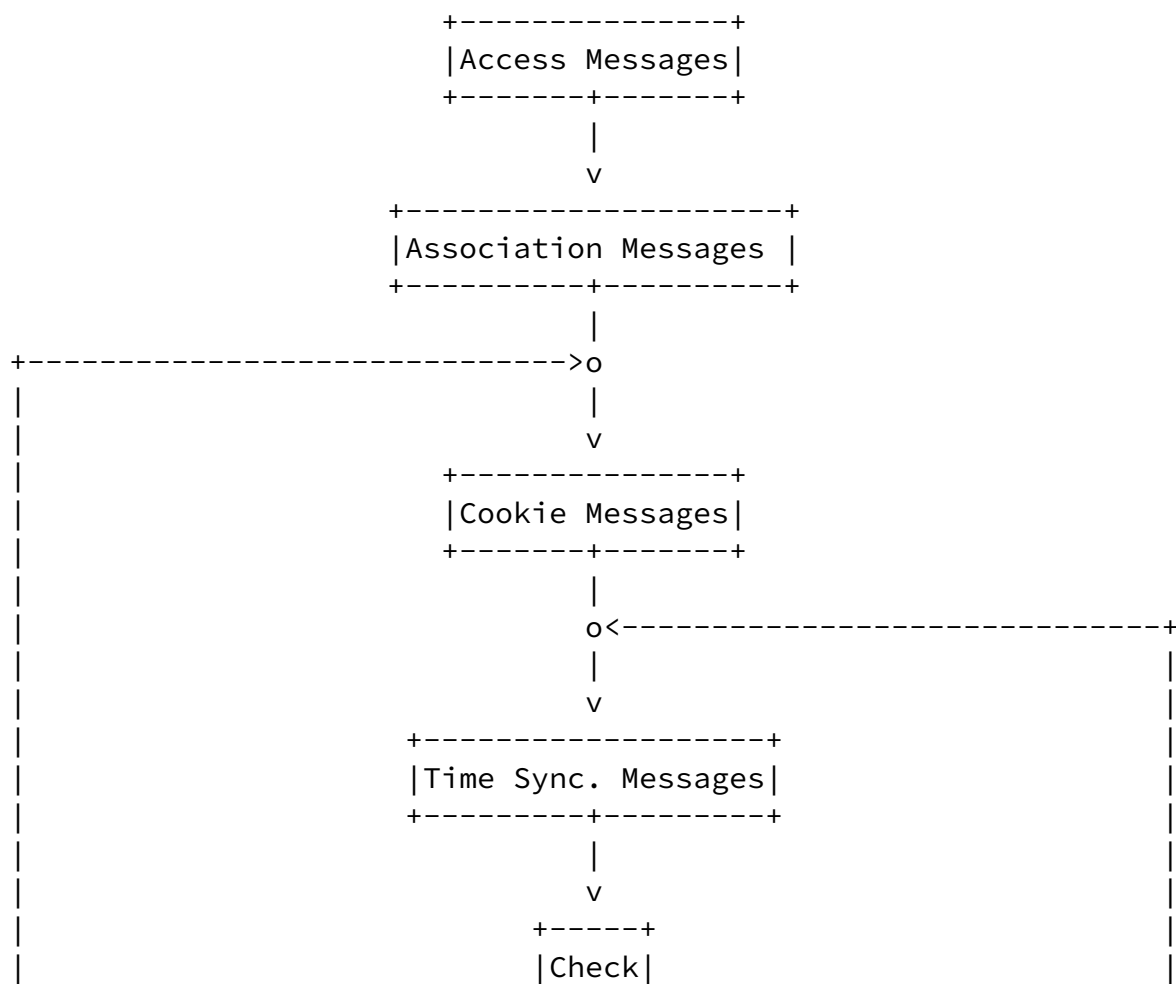 +---------------+
|Access Messages|
+-------+-------+
|
v
+---------------------+
|Association Messages |
+----------+----------+
|
+------------------------------>o
| |
| v
| +---------------+
| |Cookie Messages|
| +-------+-------+
| |
| o<------------------------------+
| | |
| v |
| +-------------------+ |
| |Time Sync. Messages| |
| +---------+---------+ |
| | |
| v |
| +-----+ |
| |Check| |